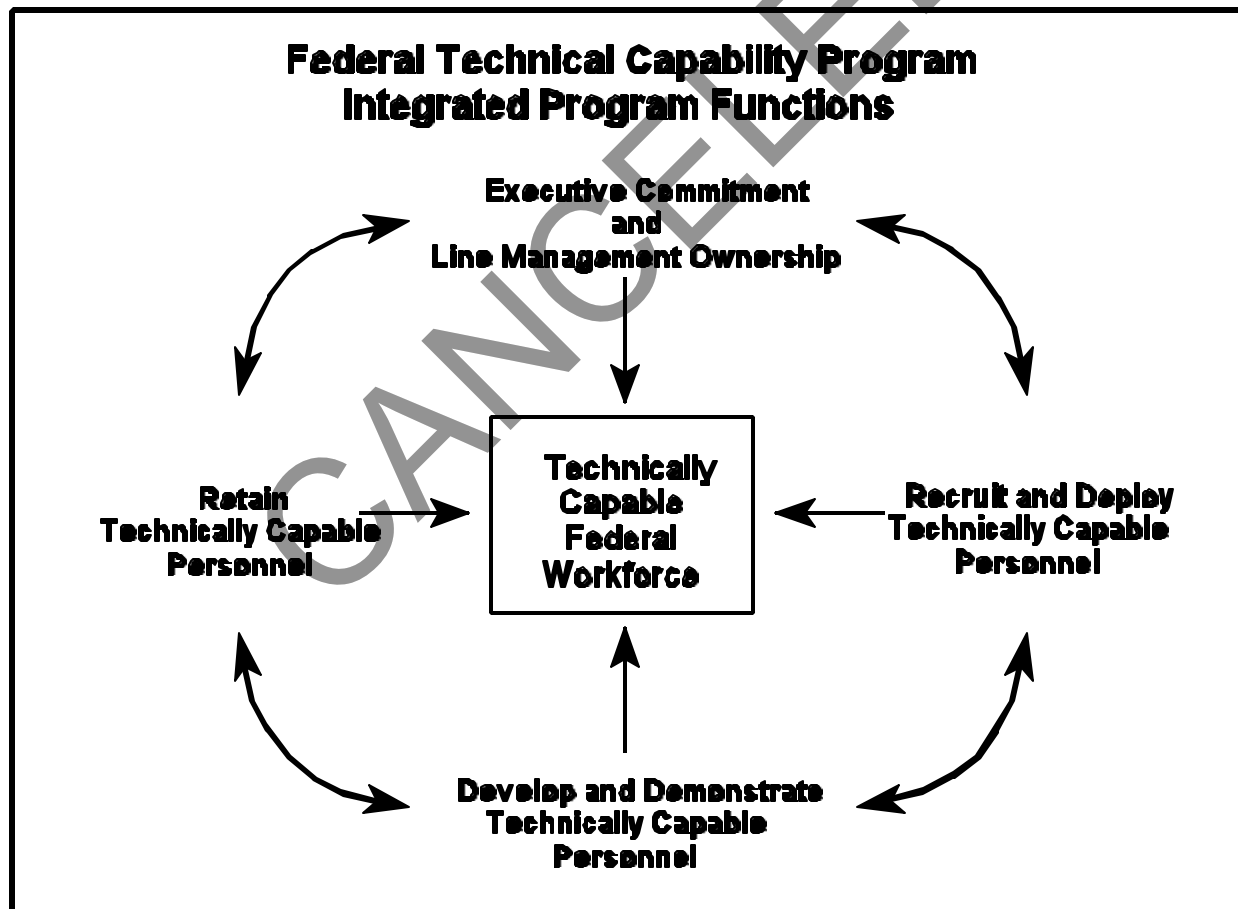 Federal Technical Capability Program
Integrated Program Functions
Executive Commitment
and
Line Management Ownership
Technically
Capable
Federal
Workforce
Retain
Technically Capable
Personnel
Recruit and Deploy
Technically Capable
Personnel
Develop and Demonstrate
Technically Capable
Personnel
CANCELE